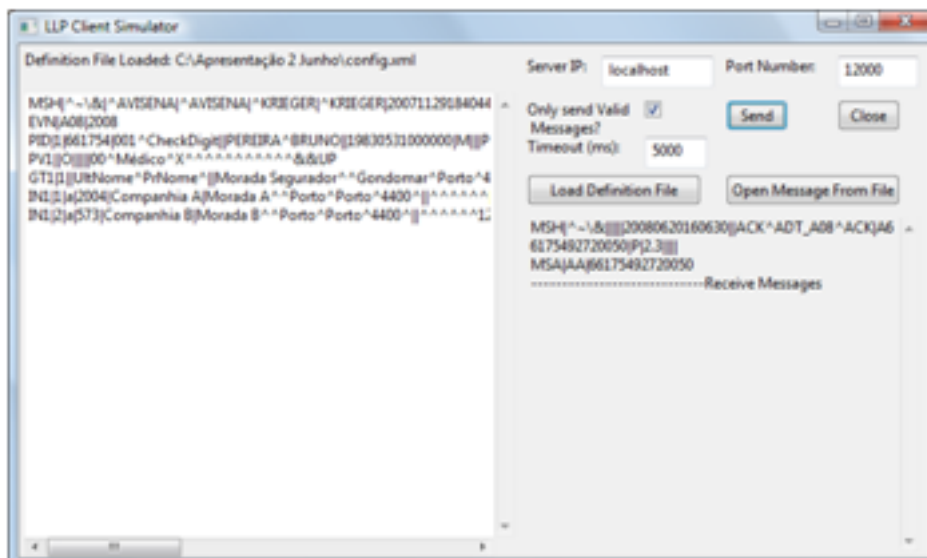 LLP Client Simulator
Definition File Loaded: C:\Apresentação 2 Junho\config.xml
MSH|^~\&|^AVISENA|^AVISENA|^KRIEGER|^KRIEGER|20071129184044
EVN|A08|2008
PID|1|661754|001^CheckDigit||PEREIRA^BRUNO||19830531000000|M|||P
PV1||O|||||00^Médico^X^^^^^^^^^^^&&UP
GT1|1||UltNome^PrNome^||Morada Segurador^^Gondomar^Porto^4
IN1|1|a|2004|Companhia A|Morada A^^Porto^Porto^4400^|||^^^^^^
IN1|2|a|573|Companhia B|Morada B^^Porto^Porto^4400^||^^^^^^12
Server IP:
localhost
Port Number:
12000
Only send Valid
Messages?
Send
Close
Timeout (ms):
5000
Load Definition File
Open Message From File
MSH|^~\&|||||20080620160630||ACK^ADT_A08^ACK|A6
6175492720050|P|2.3|||||
MSA|AA|66175492720050
----------------------------Receive Messages